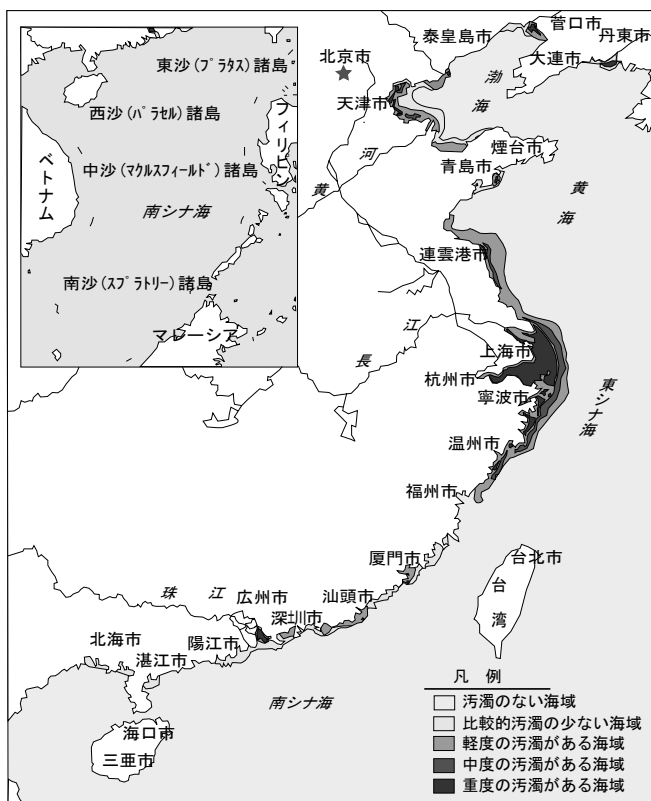 東沙(ﾌﾟﾗﾀｽ)諸島
西沙(ﾊﾟﾗｾﾙ)諸島
フィリピン
ベトナム
中沙(ﾏｸﾙｽﾌｨｰﾙﾄﾞ)諸島
南シナ海
南沙(ｽﾌﾟﾗﾄﾘｰ)諸島
マレーシア
営口市
秦皇島市
丹東市
北京市
大連市
渤海
天津市
煙台市
黄河
青島市
黄海
連雲港市
長江
上海市
杭州市
寧波市
東シナ海
温州市
福州市
厦門市
台北市
台湾
珠江
広州市
汕頭市
深圳市
陽江市
北海市
湛江市
南シナ海
海口市
三亜市
凡例
汚濁のない海域
比較的汚濁の少ない海域
軽度の汚濁がある海域
中度の汚濁がある海域
重度の汚濁がある海域